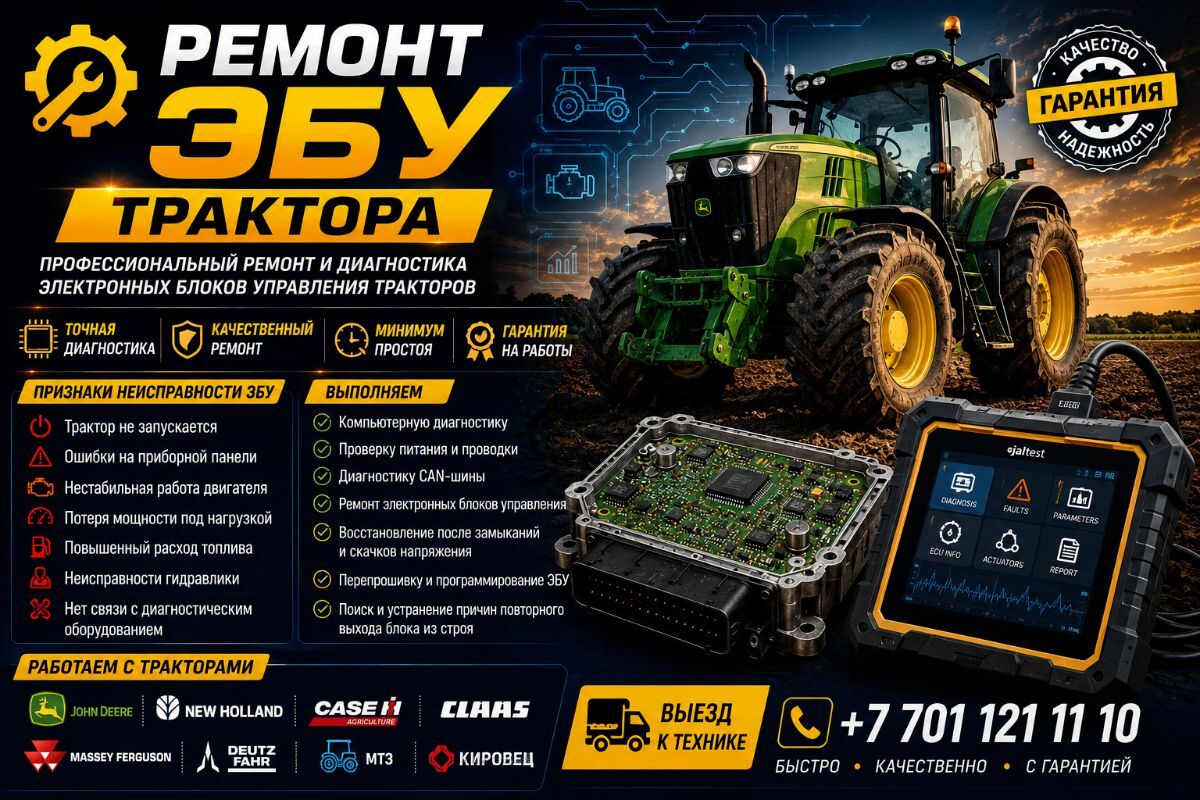 РЕМОНТ
ЭБУ
ТРАКТОРА
ПРОФЕССИОНАЛЬНЫЙ РЕМОНТ И ДИАГНОСТИКА
ЭЛЕКТРОННЫХ БЛОКОВ УПРАВЛЕНИЯ ТРАКТОРОВ
КАЧЕСТВО
ГАРАНТИЯ
НАДЕЖНОСТЬ
ТОЧНАЯ
ДИАГНОСТИКА
КАЧЕСТВЕННЫЙ
РЕМОНТ
МИНИМУМ
ПРОСТОЯ
ГАРАНТИЯ
НА РАБОТЫ
ПРИЗНАКИ НЕИСПРАВНОСТИ ЭБУ
Трактор не запускается
Ошибки на приборной панели
Нестабильная работа двигателя
Потеря мощности под нагрузкой
Повышенный расход топлива
Неисправности гидравлики
Нет связи с диагностическим
оборудованием
ВЫПОЛНЯЕМ
Компьютерную диагностику
Проверку питания и проводки
Диагностику CAN-шины
Ремонт электронных блоков управления
Восстановление после замыканий
и скачков напряжения
Перепрошивку и программирование ЭБУ
Поиск и устранение причин повторного
выхода блока из строя
jaltest
DIAGNOSIS
FAULTS
PARAMETERS
ECU INFO
ACTUATORS
REPORT
РАБОТАЕМ С ТРАКТОРАМИ
JOHN DEERE
NEW HOLLAND
CASE IH
AGRICULTURE
CLAAS
MASSEY FERGUSON
DEUTZ
FAHR
МТЗ
КИРОВЕЦ
ВЫЕЗД
К ТЕХНИКЕ
+7 701 121 11 10
БЫСТРО • КАЧЕСТВЕННО • С ГАРАНТИЕЙ